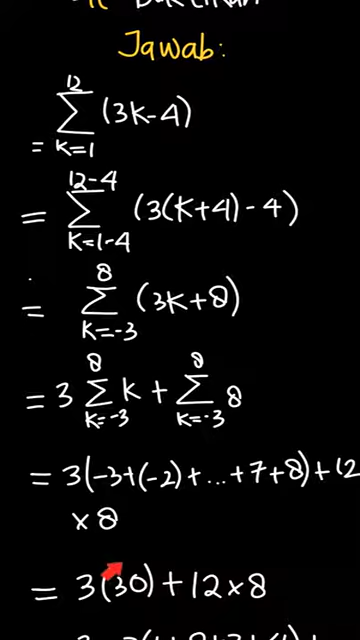 Jawab:
12
∑ (3k-4)
= k=1
12-4
= ∑ (3(k+4)-4)
k=1-4
8
= ∑ (3k+8)
k=-3
8 8
= 3 ∑ k + ∑ 8
k=-3 k=-3
= 3(-3+(-2)+...+7+8)+12
× 8
= 3(30)+12×8